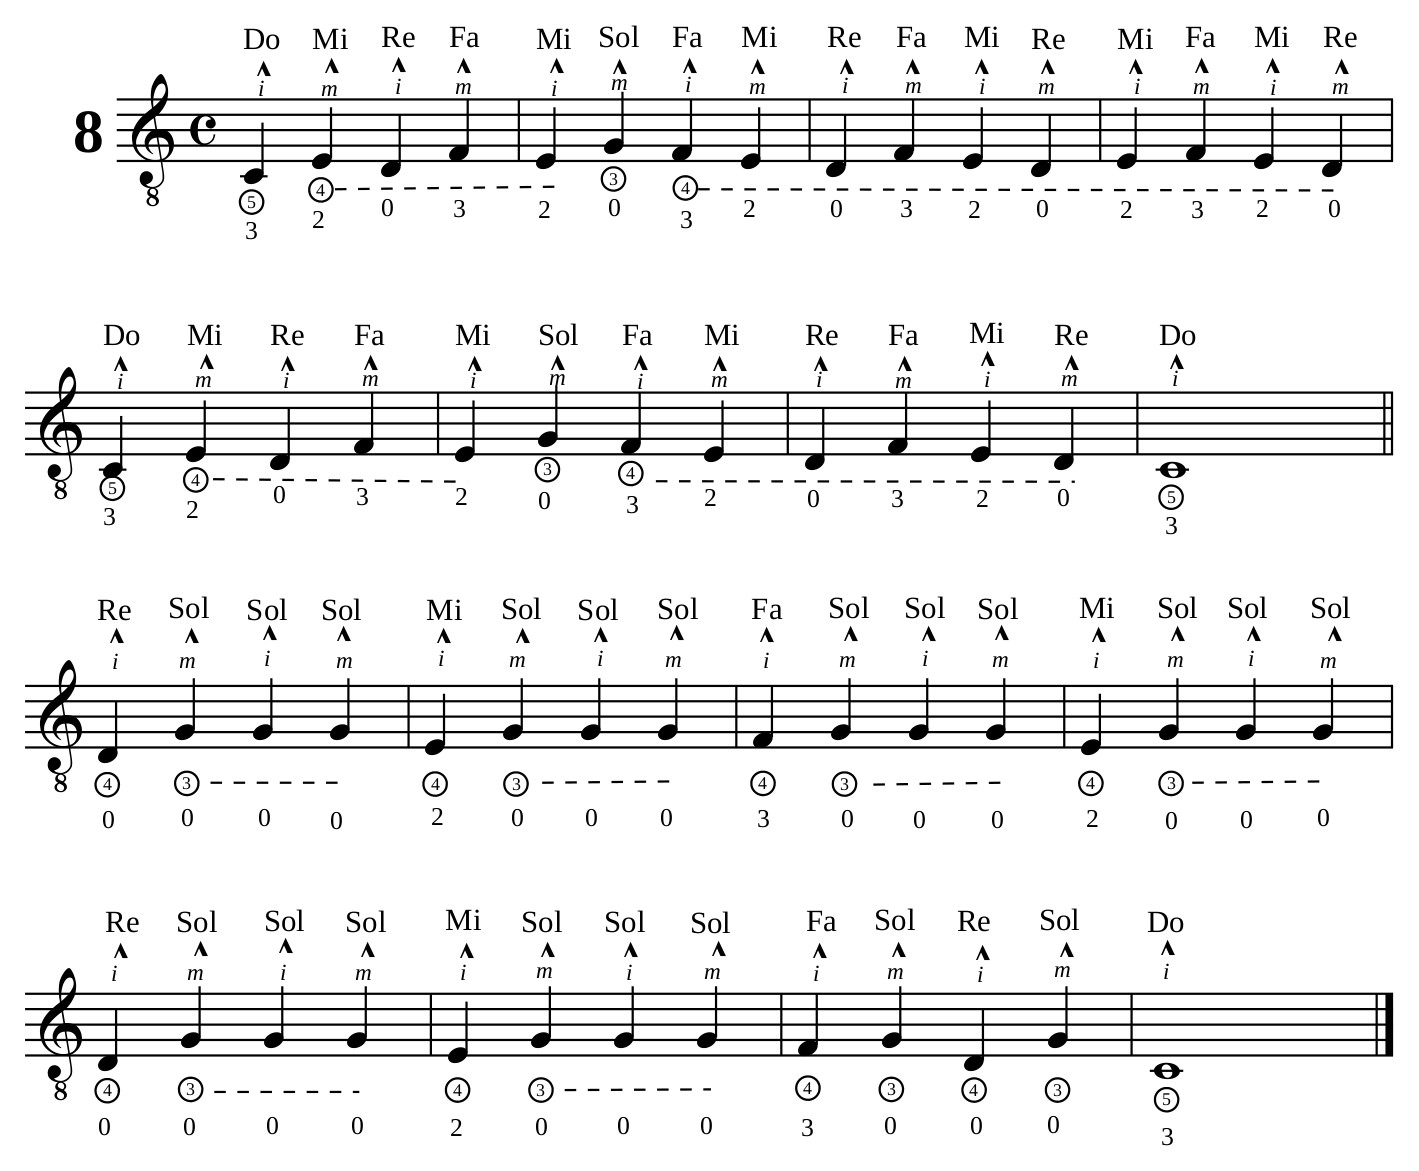 Do Mi Re Fa Mi Sol Fa Mi Re Fa Mi Re Mi Fa Mi Re
i m i m i m i m i m i m i m i m
8
8
5 4 3 4
3 2 0 3 2 0 3 2 0 3 2 0 2 3 2 0
Do Mi Re Fa Mi Sol Fa Mi Re Fa Mi Re Do
i m i m i m i m i m i m i
8
5 4 3 4 5
3 2 0 3 2 0 3 2 0 3 2 0 3
Re Sol Sol Sol Mi Sol Sol Sol Fa Sol Sol Sol Mi Sol Sol Sol
i m i m i m i m i m i m i m i m
8
4 3 4 3 4 3 4 3
0 0 0 0 2 0 0 0 3 0 0 0 2 0 0 0
Re Sol Sol Sol Mi Sol Sol Sol Fa Sol Re Sol Do
i m i m i m i m i m i m i
8
4 3 4 3 4 3 4 3 5
0 0 0 0 2 0 0 0 3 0 0 0 3